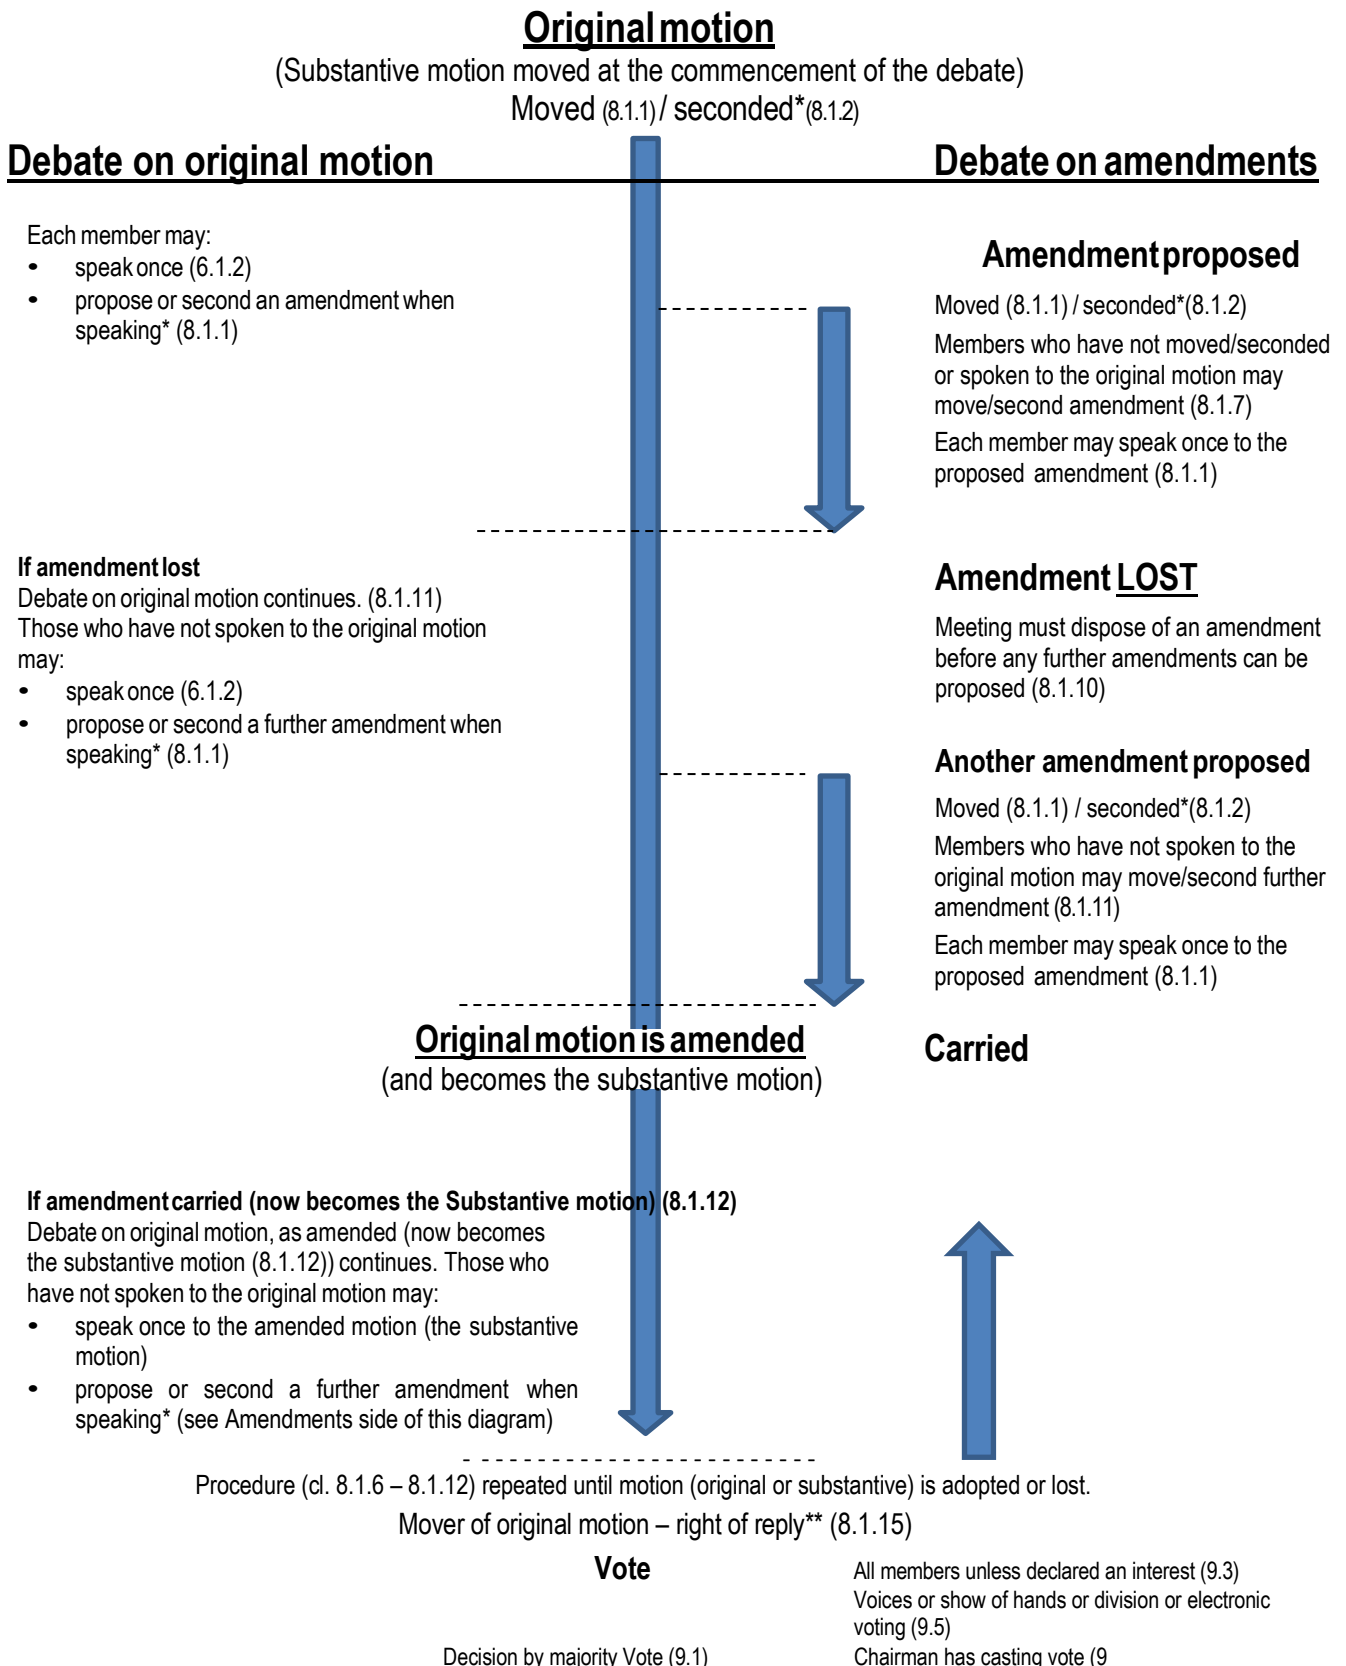 Original motion
(Substantive motion moved at the commencement of the debate)
Moved (8.1.1) / seconded*(8.1.2)
Debate on original motion
Debate on amendments
Each member may:
• speak once (6.1.2)
• propose or second an amendment when
speaking* (8.1.1)
Amendment proposed
Moved (8.1.1) / seconded*(8.1.2)
Members who have not moved/seconded
or spoken to the original motion may
move/second amendment (8.1.7)
Each member may speak once to the
proposed amendment (8.1.1)
If amendment lost
Debate on original motion continues. (8.1.11)
Those who have not spoken to the original motion
may:
• speak once (6.1.2)
• propose or second a further amendment when
speaking* (8.1.1)
Amendment LOST
Meeting must dispose of an amendment
before any further amendments can be
proposed (8.1.10)
Another amendment proposed
Moved (8.1.1) / seconded*(8.1.2)
Members who have not spoken to the
original motion may move/second further
amendment (8.1.11)
Each member may speak once to the
proposed amendment (8.1.1)
Original motion is amended
(and becomes the substantive motion)
Carried
If amendment carried (now becomes the Substantive motion) (8.1.12)
Debate on original motion, as amended (now becomes
the substantive motion (8.1.12)) continues. Those who
have not spoken to the original motion may:
• speak once to the amended motion (the substantive
motion)
• propose or second a further amendment when
speaking* (see Amendments side of this diagram)
Procedure (cl. 8.1.6 – 8.1.12) repeated until motion (original or substantive) is adopted or lost.
Mover of original motion – right of reply** (8.1.15)
Vote
All members unless declared an interest (9.3)
Voices or show of hands or division or electronic
voting (9.5)
Decision by majority Vote (9.1)
Chairman has casting vote (9